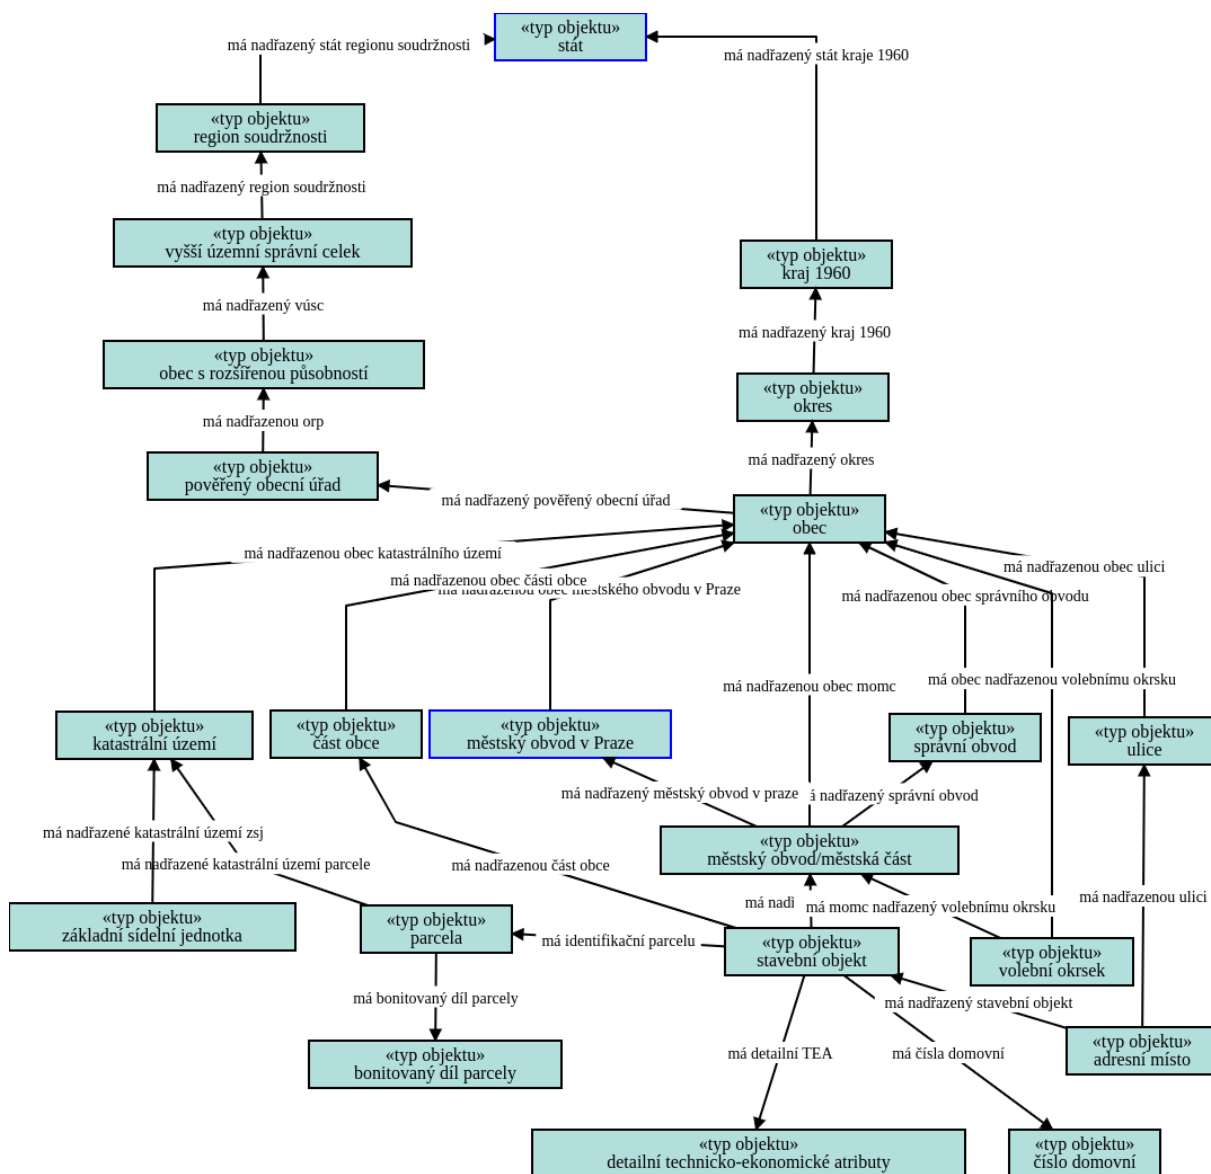 «typ objektu»
stát
má nadřazený stát regionu soudržnosti
má nadřazený stát kraje 1960
«typ objektu»
region soudržnosti
má nadřazený region soudržnosti
«typ objektu»
vyšší územní správní celek
«typ objektu»
kraj 1960
má nadřazený vúsc
má nadřazený kraj 1960
«typ objektu»
obec s rozšířenou působností
«typ objektu»
okres
má nadřazenou orp
má nadřazený okres
«typ objektu»
pověřený obecní úřad
má nadřazený pověřený obecní úřad
«typ objektu»
obec
má nadřazenou obec katastrálního území
má nadřazenou obec ulici
má nadřazenou obec části obce
má nadřazenou obec městského obvodu v Praze
má nadřazenou obec správního obvodu
má nadřazenou obec momc
má obec nadřazenou volebnímu okrsku
«typ objektu»
katastrální území
«typ objektu»
část obce
«typ objektu»
městský obvod v Praze
«typ objektu»
správní obvod
«typ objektu»
ulice
má nadřazený městský obvod v praze
má nadřazený správní obvod
má nadřazené katastrální území zsj
má nadřazené katastrální území parcele
má nadřazenou část obce
«typ objektu»
městský obvod/městská část
má nadř
má momc nadřazený volebnímu okrsku
má nadřazenou ulici
«typ objektu»
základní sídelní jednotka
«typ objektu»
parcela
má identifikační parcelu
«typ objektu»
stavební objekt
«typ objektu»
volební okrsek
má bonitovaný díl parcely
má nadřazený stavební objekt
«typ objektu»
bonitovaný díl parcely
má detailní TEA
má čísla domovní
«typ objektu»
adresní místo
«typ objektu»
detailní technicko-ekonomické atributy
«typ objektu»
číslo domovní